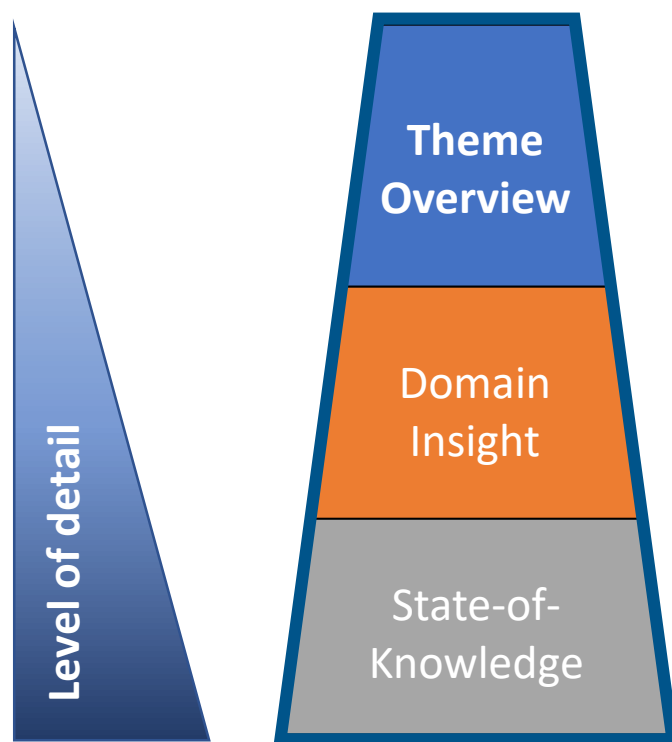 Theme
Overview
Domain
Insight
State-of-
Knowledge
Level of detail